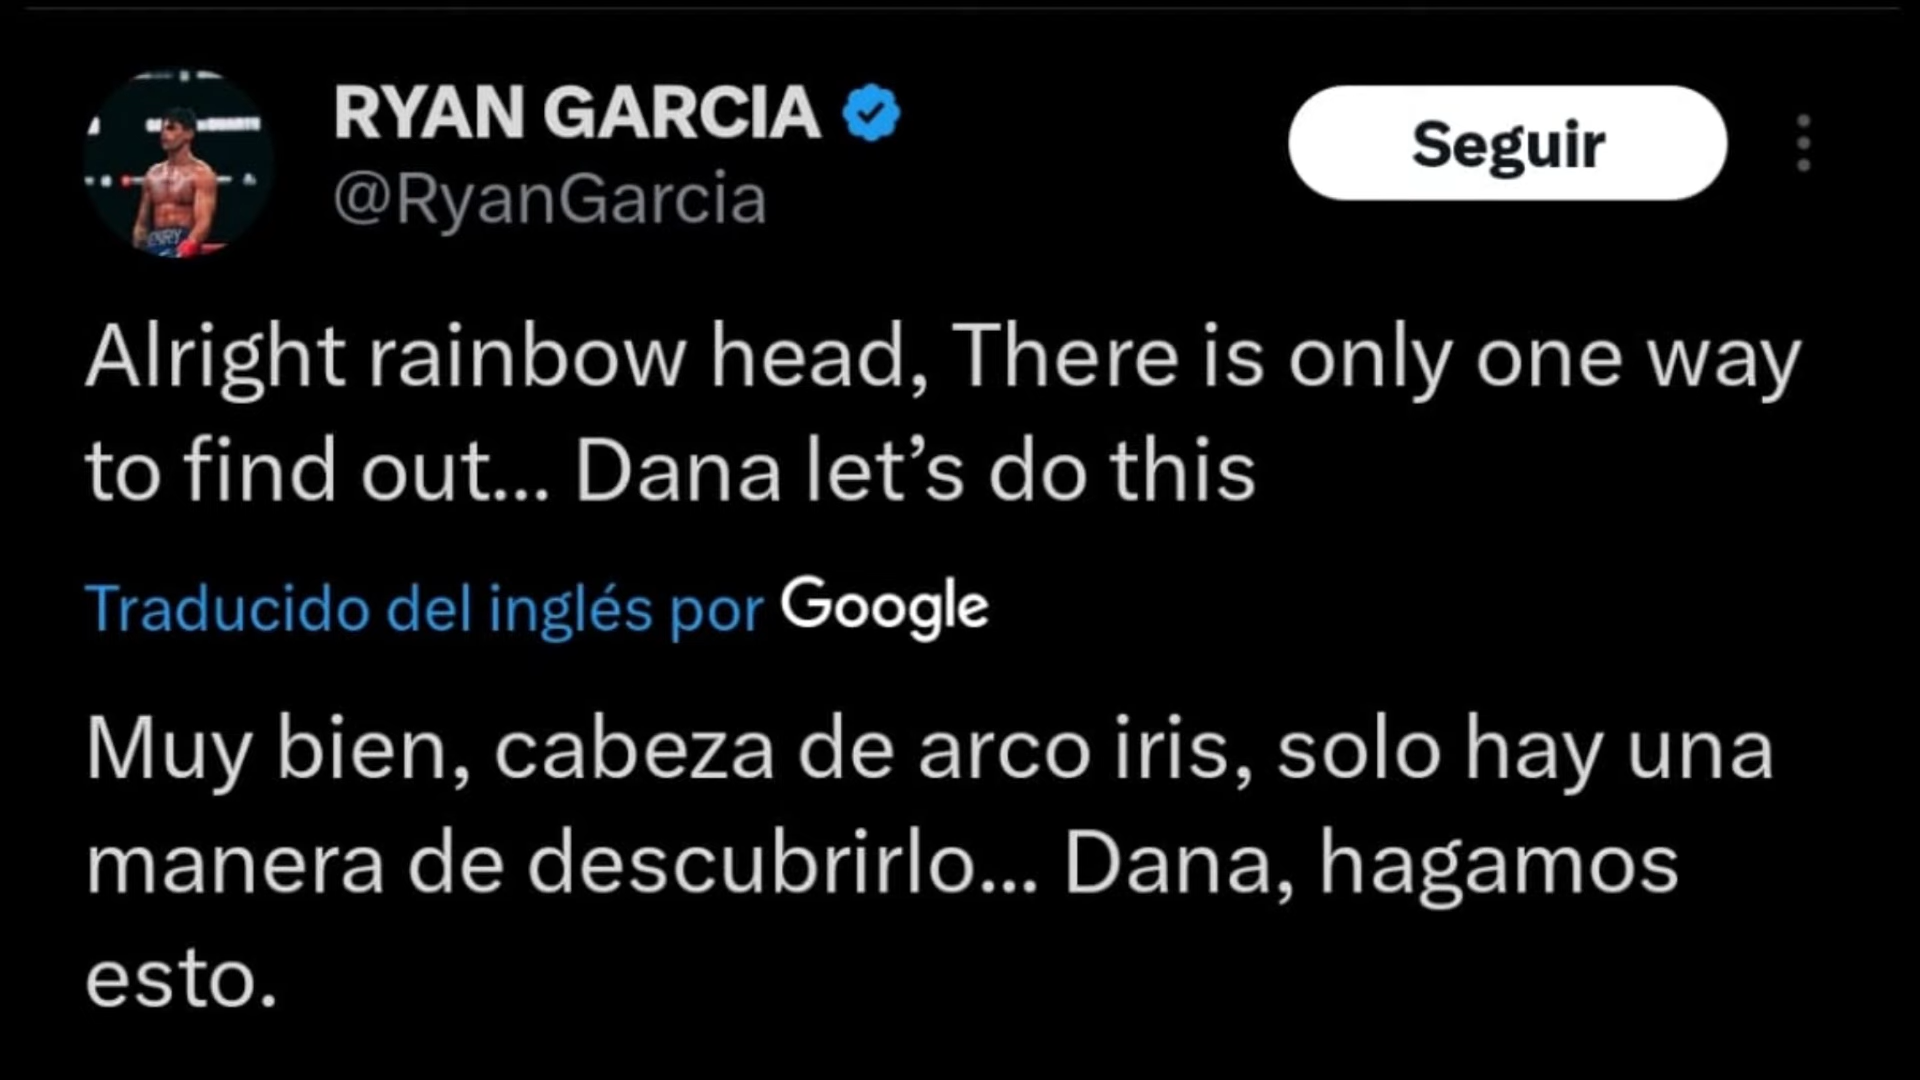 RYAN GARCIA
@RyanGarcia
Seguir
Alright rainbow head, There is only one way
to find out... Dana let’s do this
Traducido del inglés por Google
Muy bien, cabeza de arco iris, solo hay una
manera de descubrirlo... Dana, hagamos
esto.